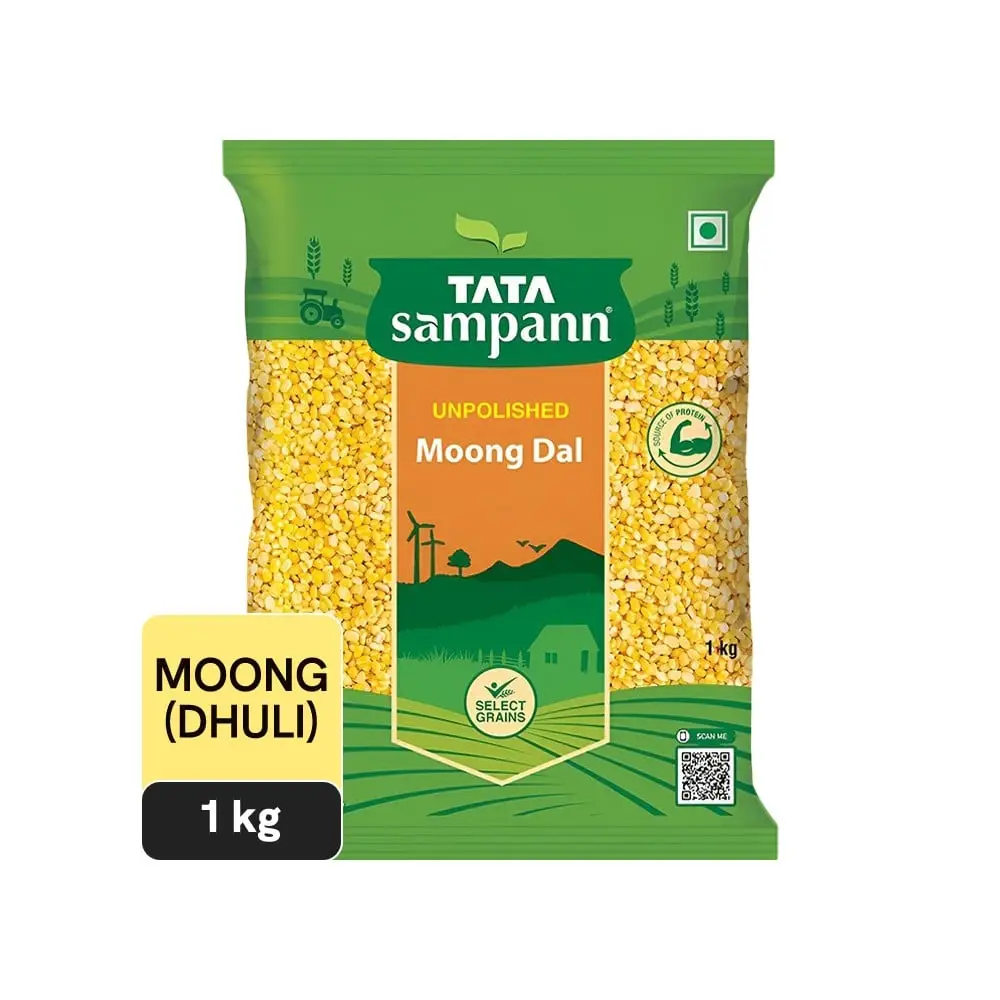 TATA
sampann®
UNPOLISHED
Moong Dal
SOURCE OF PROTEIN
1 kg
SELECT
GRAINS
SCAN ME
MOONG
(DHULI)
1 kg